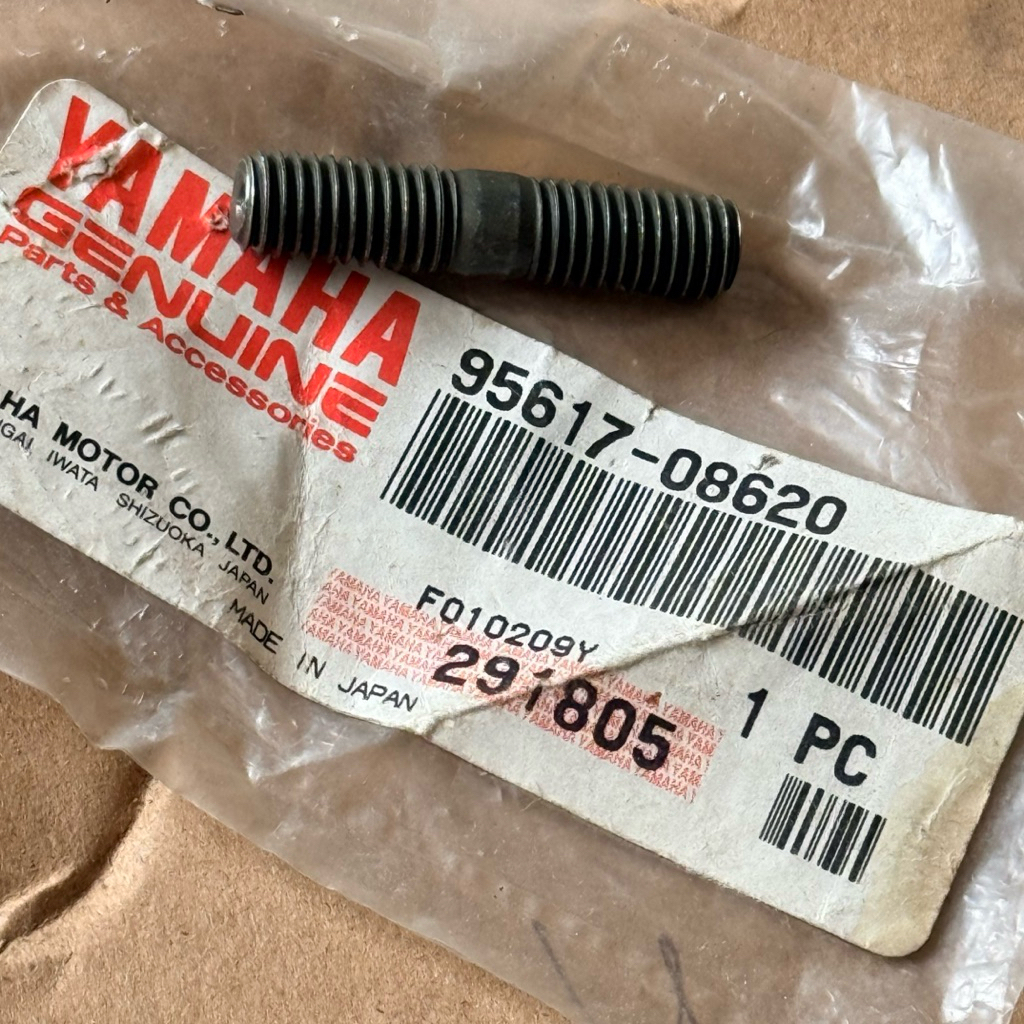 YAMAHA
GENUINE
Parts & Accessories
HA MOTOR CO., LTD.
IWATA SHIZUOKA JAPAN
MADE IN JAPAN
95617-08620
F010209Y
291805
1 PC